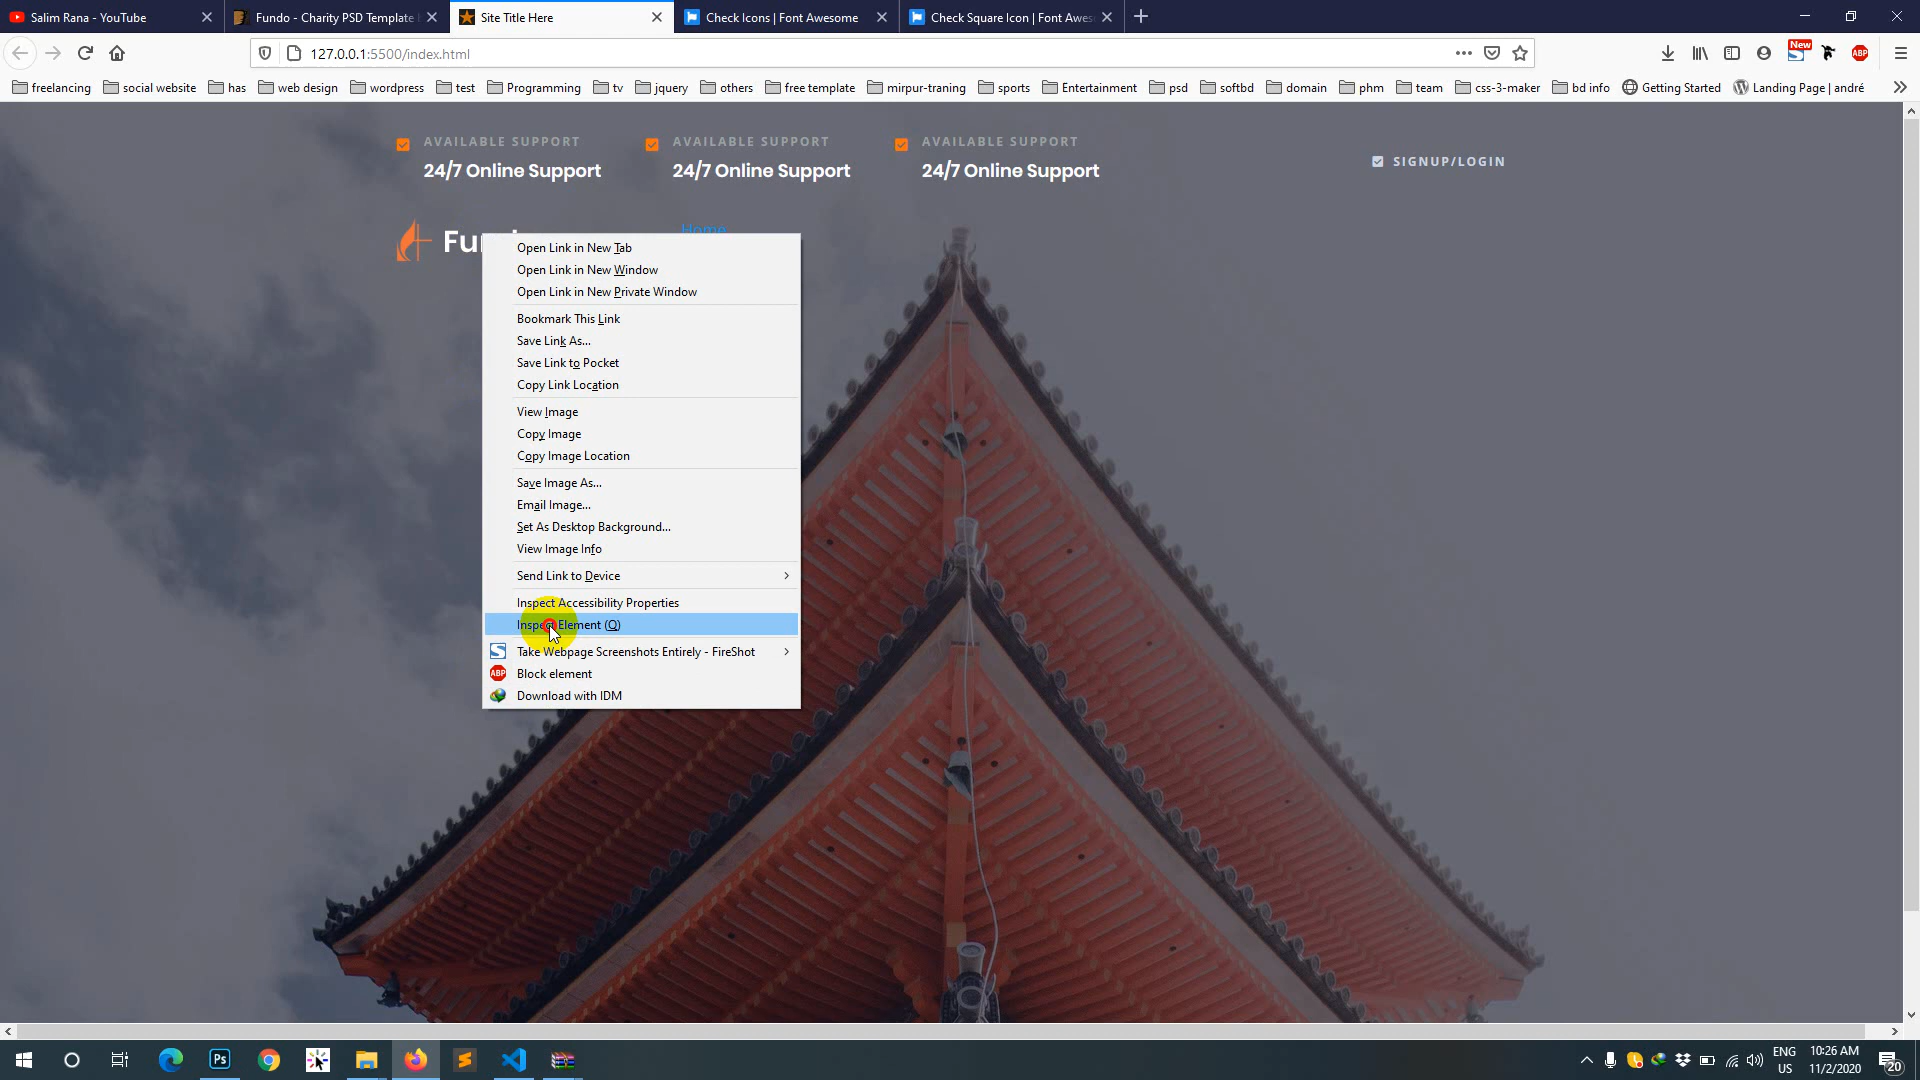 Salim Rana - YouTube
Fundo - Charity PSD Template
Site Title Here
Check Icons | Font Awesome
Check Square Icon | Font Awes
127.0.0.1:5500/index.html
New
ABP
freelancing
social website
has
web design
wordpress
test
Programming
tv
jquery
others
free template
mirpur-traning
sports
Entertainment
psd
softbd
domain
phm
team
css-3-maker
bd info
Getting Started
Landing Page | andré
AVAILABLE SUPPORT
24/7 Online Support
AVAILABLE SUPPORT
24/7 Online Support
AVAILABLE SUPPORT
24/7 Online Support
SIGNUP/LOGIN
Home
Open Link in New Tab
Open Link in New Window
Open Link in New Private Window
Bookmark This Link
Save Link As...
Save Link to Pocket
Copy Link Location
View Image
Copy Image
Copy Image Location
Save Image As...
Email Image...
Set As Desktop Background...
View Image Info
Send Link to Device
Inspect Accessibility Properties
Inspect Element (Q)
Take Webpage Screenshots Entirely - FireShot
ABP Block element
Download with IDM
Ps
ENG
US
10:26 AM
11/2/2020
20